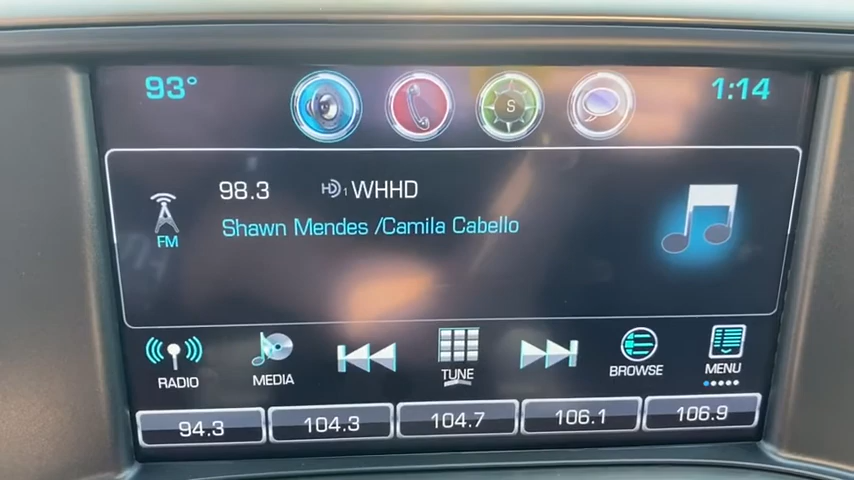 93° S 1:14
98.3 HD 1 WHHD
Shawn Mendes /Camila Cabello
FM
RADIO MEDIA TUNE BROWSE MENU
94.3 104.3 104.7 106.1 106.9